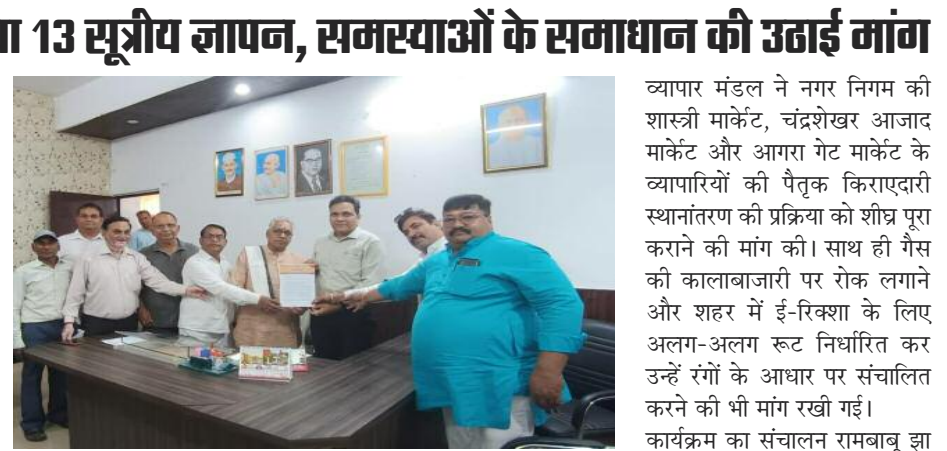 13 सूत्रीय ज्ञापन, समस्याओं के समाधान की उठाई मांग
व्यापार मंडल ने नगर निगम की
शास्त्री मार्केट, चंद्रशेखर आजाद
मार्केट और आगरा गेट मार्केट के
व्यापारियों की पैतृक किराएदारी
स्थानांतरण की प्रक्रिया को शीघ्र पूरा
कराने की मांग की। साथ ही गैस
की कालाबाजारी पर रोक लगाने
और शहर में ई-रिक्शा के लिए
अलग-अलग रूट निर्धारित कर
उन्हें रंगों के आधार पर संचालित
करने की भी मांग रखी गई।
कार्यक्रम का संचालन रामबाबू झा